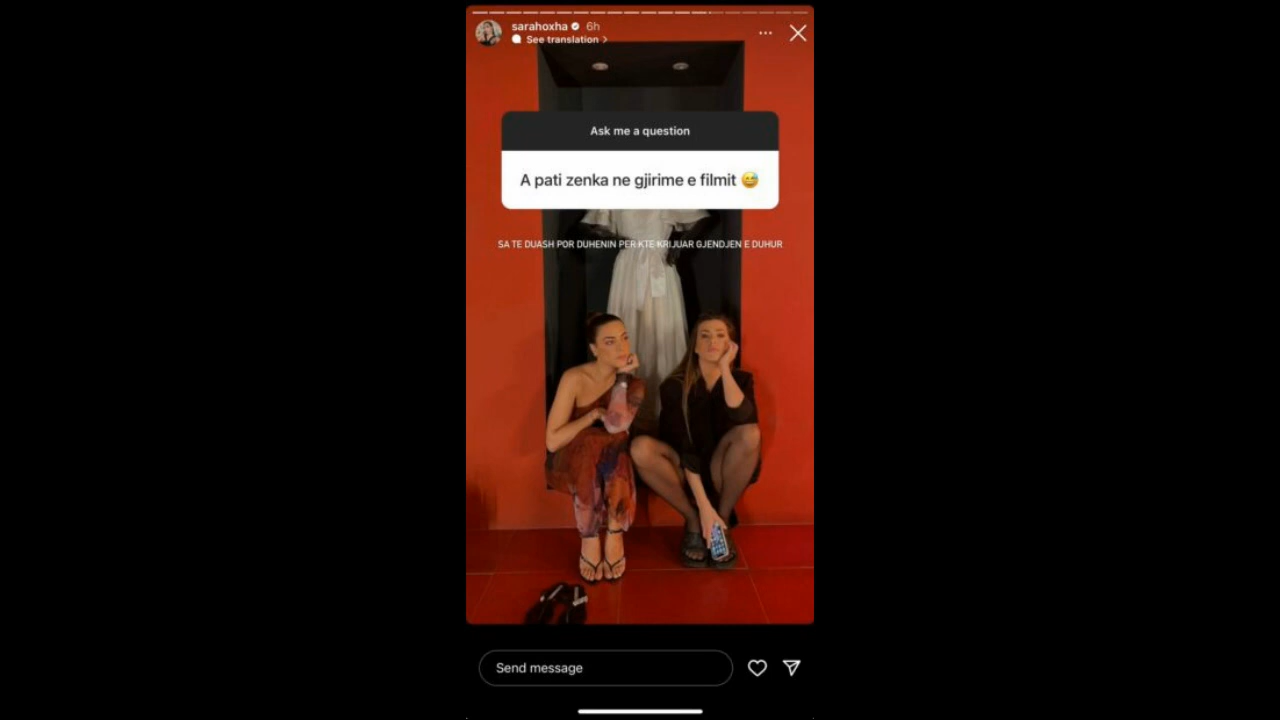 sarahoxha 6h
See translation >
Ask me a question
A pati zenka ne gjirime e filmit 😅
SA TE DUASH POR DUHENIN PER KTE KRIJUAR GJENDJEN E DUHUR
Send message